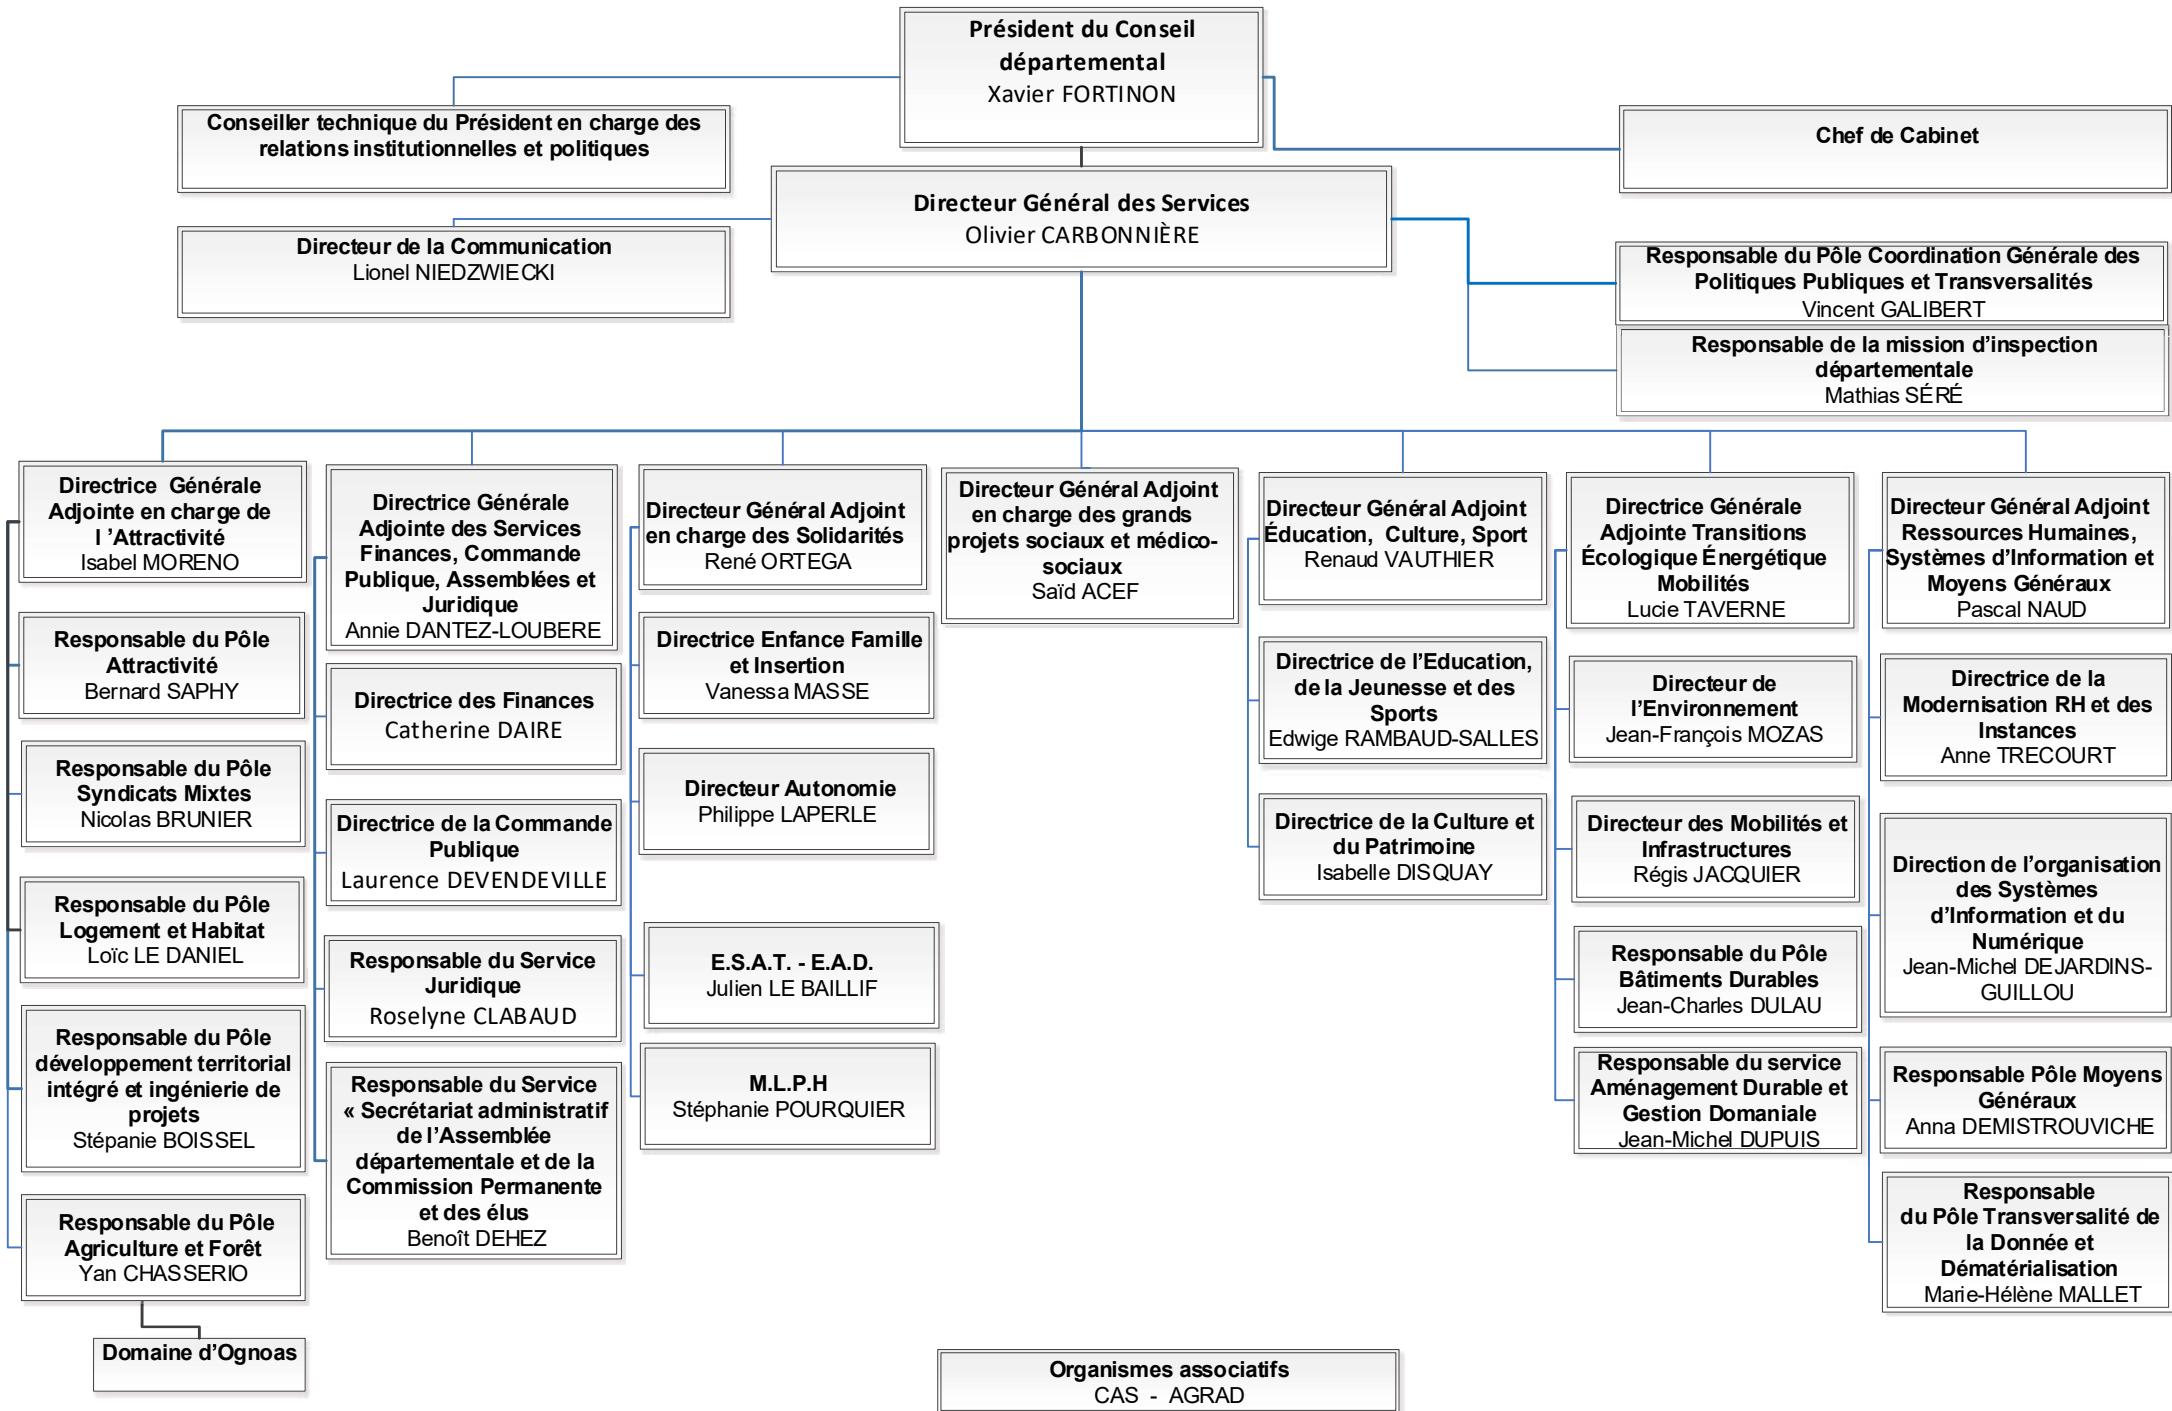 Président du Conseil
départemental
Xavier FORTINON
Conseiller technique du Président en charge des
relations institutionnelles et politiques
Chef de Cabinet
Directeur Général des Services
Olivier CARBONNIÈRE
Directeur de la Communication
Lionel NIEDZWIECKI
Responsable du Pôle Coordination Générale des
Politiques Publiques et Transversalités
Vincent GALIBERT
Responsable de la mission d’inspection
départementale
Mathias SÉRÉ
Directrice Générale
Adjointe en charge de
l ’Attractivité
Isabel MORENO
Responsable du Pôle
Attractivité
Bernard SAPHY
Responsable du Pôle
Syndicats Mixtes
Nicolas BRUNIER
Responsable du Pôle
Logement et Habitat
Loïc LE DANIEL
Responsable du Pôle
développement territorial
intégré et ingénierie de
projets
Stépanie BOISSEL
Responsable du Pôle
Agriculture et Forêt
Yan CHASSERIO
Domaine d’Ognoas
Directrice Générale
Adjointe des Services
Finances, Commande
Publique, Assemblées et
Juridique
Annie DANTEZ-LOUBERE
Directrice des Finances
Catherine DAIRE
Directrice de la Commande
Publique
Laurence DEVENDEVILLE
Responsable du Service
Juridique
Roselyne CLABAUD
Responsable du Service
« Secrétariat administratif
de l’Assemblée
départementale et de la
Commission Permanente
et des élus
Benoît DEHEZ
Directeur Général Adjoint
en charge des Solidarités
René ORTEGA
Directrice Enfance Famille
et Insertion
Vanessa MASSE
Directeur Autonomie
Philippe LAPERLE
E.S.A.T. - E.A.D.
Julien LE BAILLIF
M.L.P.H
Stéphanie POURQUIER
Directeur Général Adjoint
en charge des grands
projets sociaux et médico-
sociaux
Saïd ACEF
Directeur Général Adjoint
Éducation, Culture, Sport
Renaud VAUTHIER
Directrice de l’Education,
de la Jeunesse et des
Sports
Edwige RAMBAUD-SALLES
Directrice de la Culture et
du Patrimoine
Isabelle DISQUAY
Directrice Générale
Adjointe Transitions
Écologique Énergétique
Mobilités
Lucie TAVERNE
Directeur de
l’Environnement
Jean-François MOZAS
Directeur des Mobilités et
Infrastructures
Régis JACQUIER
Responsable du Pôle
Bâtiments Durables
Jean-Charles DULAU
Responsable du service
Aménagement Durable et
Gestion Domaniale
Jean-Michel DUPUIS
Directeur Général Adjoint
Ressources Humaines,
Systèmes d’Information et
Moyens Généraux
Pascal NAUD
Directrice de la
Modernisation RH et des
Instances
Anne TRECOURT
Direction de l’organisation
des Systèmes
d’Information et du
Numérique
Jean-Michel DEJARDINS-
GUILLOU
Responsable Pôle Moyens
Généraux
Anna DEMISTROUVICHE
Responsable
du Pôle Transversalité de
la Donnée et
Dématérialisation
Marie-Hélène MALLET
Organismes associatifs
CAS - AGRAD